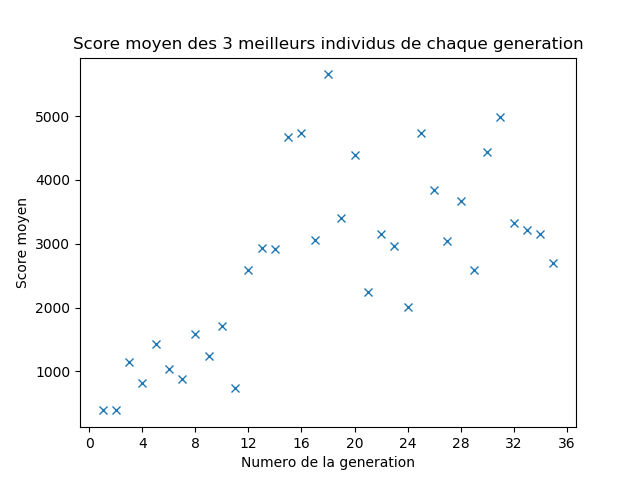 Score moyen des 3 meilleurs individus de chaque generation
Score moyen
5000
4000
3000
2000
1000
0 4 8 12 16 20 24 28 32 36
Numero de la generation